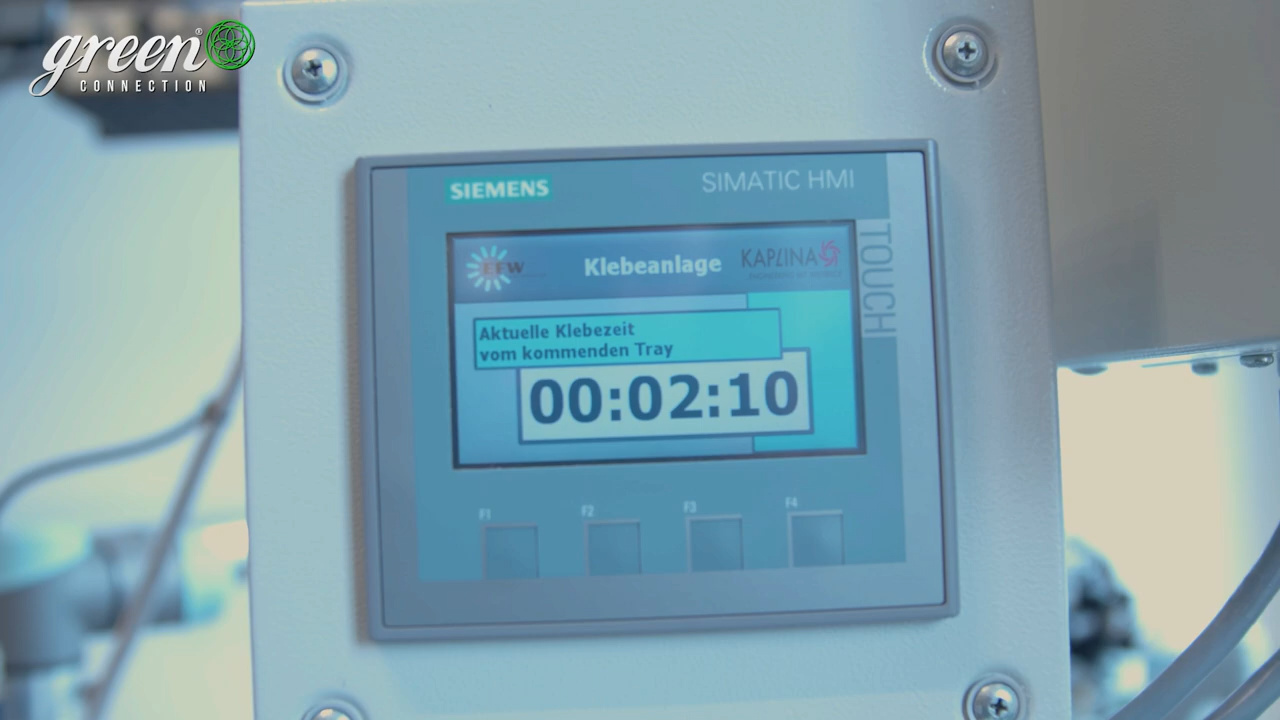 green®
CONNECTION
SIEMENS
SIMATIC HMI
TOUCH
EFW
Klebeanlage
KAPLINA
Aktuelle Klebezeit
vom kommenden Tray
00:02:10
F1
F2
F3
F4